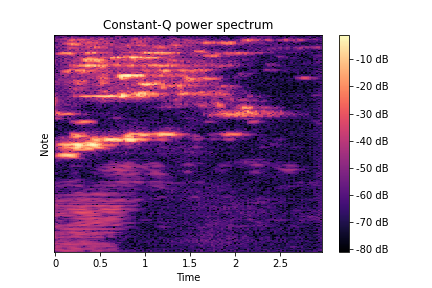 Constant-Q power spectrum
Note
-10 dB
-20 dB
-30 dB
-40 dB
-50 dB
-60 dB
-70 dB
-80 dB
0
0.5
1
1.5
2
2.5
Time